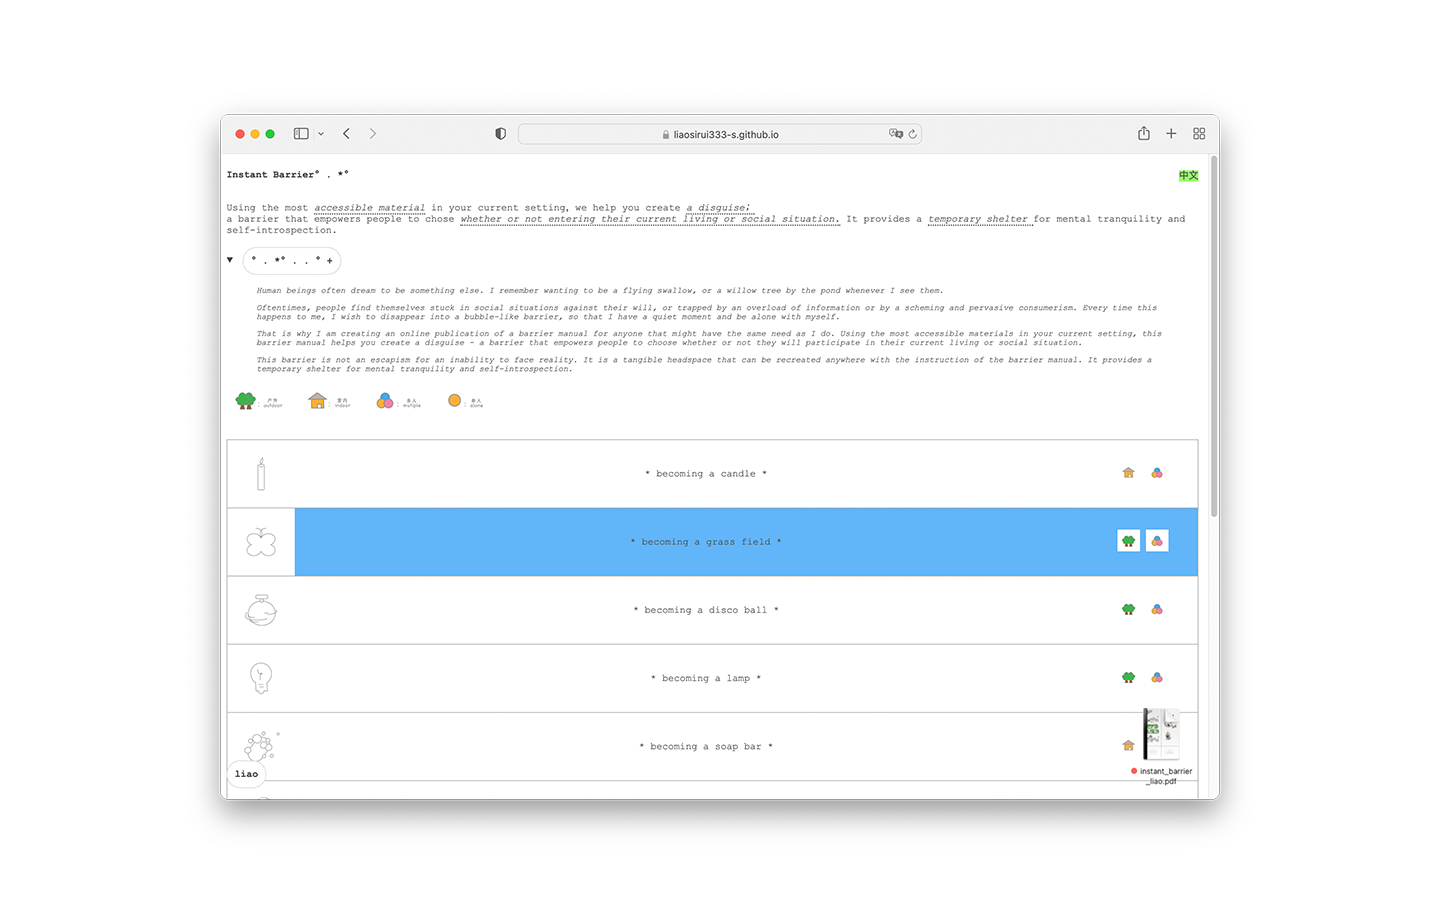 liaosirui333-s.github.io
Instant Barrier° . *°
中文
Using the most accessible material in your current setting, we help you create a disguise;
a barrier that empowers people to chose whether or not entering their current living or social situation. It provides a temporary shelter for mental tranquility and
self-introspection.
▼ ° . *° . . ° +
Human beings often dream to be something else. I remember wanting to be a flying swallow, or a willow tree by the pond whenever I see them.
Oftentimes, people find themselves stuck in social situations against their will, or trapped by an overload of information or by a scheming and pervasive consumerism. Every time this
happens to me, I wish to disappear into a bubble-like barrier, so that I have a quiet moment and be alone with myself.
That is why I am creating an online publication of a barrier manual for anyone that might have the same need as I do. Using the most accessible materials in your current setting, this
barrier manual helps you create a disguise - a barrier that empowers people to choose whether or not they will participate in their current living or social situation.
This barrier is not an escapism for an inability to face reality. It is a tangible headspace that can be recreated anywhere with the instruction of the barrier manual. It provides a
temporary shelter for mental tranquility and self-introspection.
: 户外 outdoor
: 室内 indoor
: 多人 multiple
: 单人 alone
* becoming a candle *
* becoming a grass field *
* becoming a disco ball *
* becoming a lamp *
* becoming a soap bar *
liao
instant_barrier
_liao.pdf